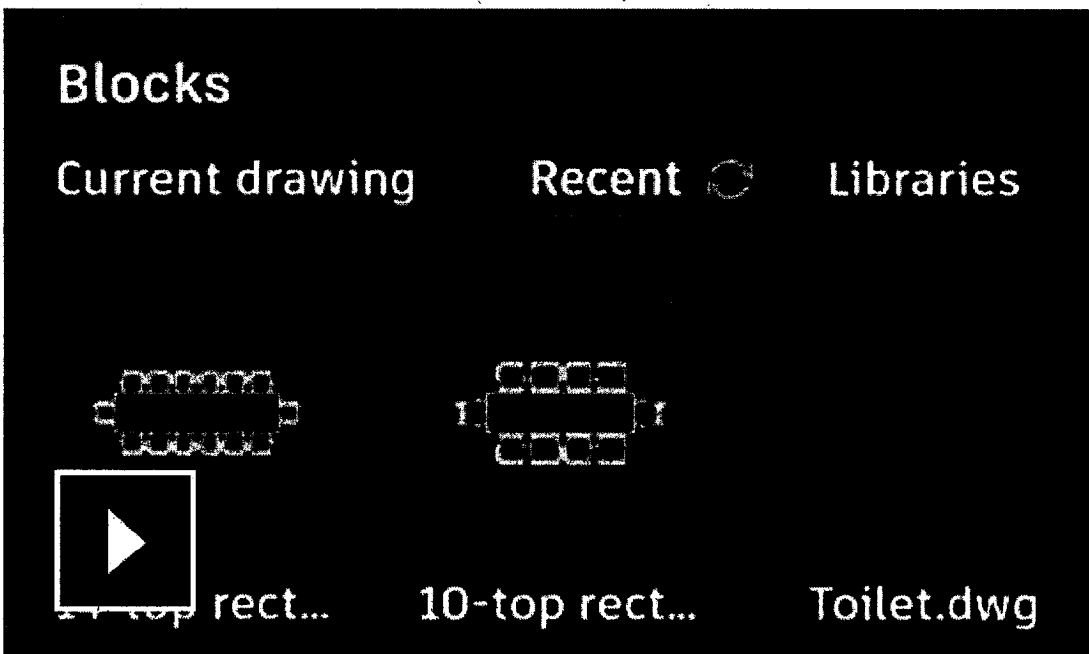 Blocks
Current drawing Recent Libraries
rect... 10-top rect... Toilet.dwg